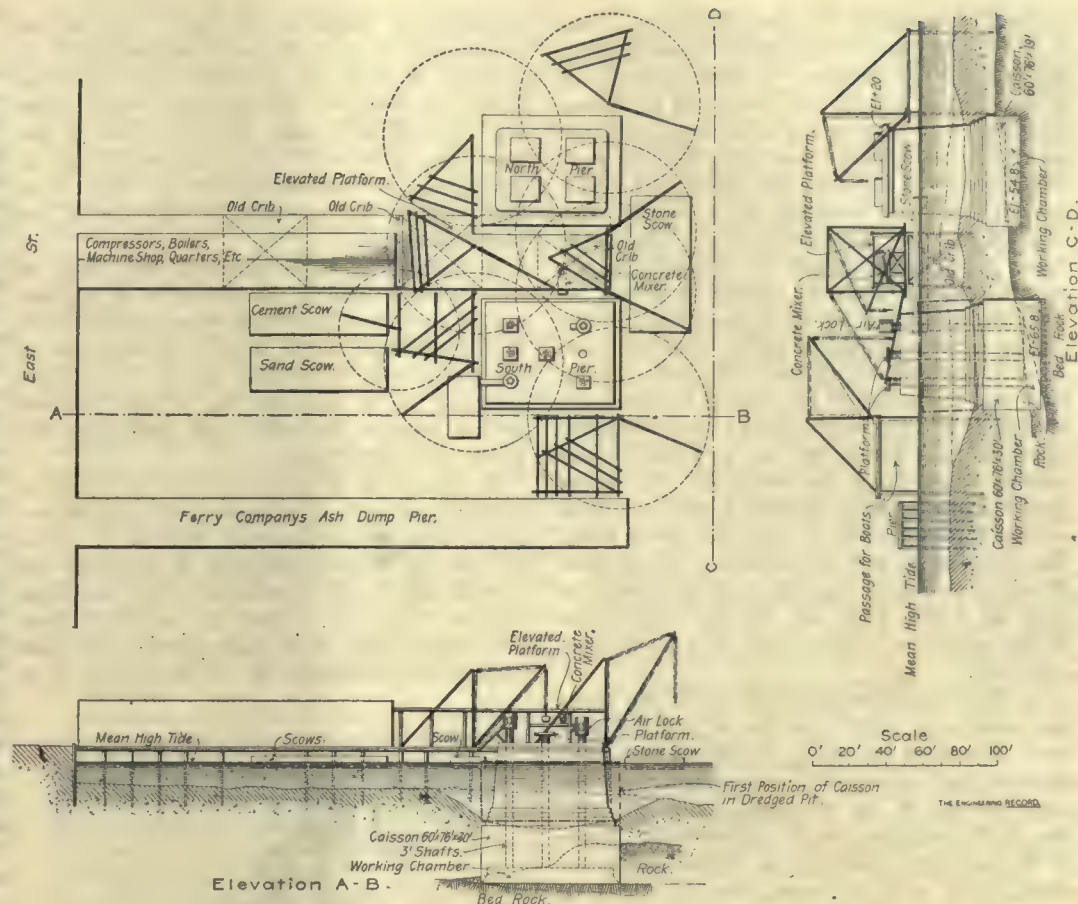 D
Elevated Platform.
North Pier
Old Crib
Old Crib
Stone
Scow
St.
Compressors, Boilers,
Machine Shop, Quarters, Etc
Old
Crib
Concrete
Mixer.
Cement Scow
East
Sand Scow.
South Pier.
A
B
Ferry Companys Ash Dump Pier.
C
Elevated Platform.
Concrete Mixer.
El+20
Stone Scow
Caisson
60'x76'x19'
Old Crib
El-54.8
Working Chamber
Air-Lock.
El-65.8
Bed Rock
Rock.
Platform
Passage for Boats.
Pier
Caisson 60'x76'x30'
Working Chamber
Mean High Tide
Elevation C-D.
Elevated
Platform
Concrete
Mixer.
Mean High Tide
Scows.
Scow
Air Lock
Platform.
Stone Scow
First Position of Caisson
in Dredged Pit.
Caisson 60'x76'x30'
3' Shafts.
Working Chamber
Rock.
Elevation A-B.
Bed Rock.
Scale
0' 20' 40' 60' 80' 100'
THE ENGINEERING RECORD.